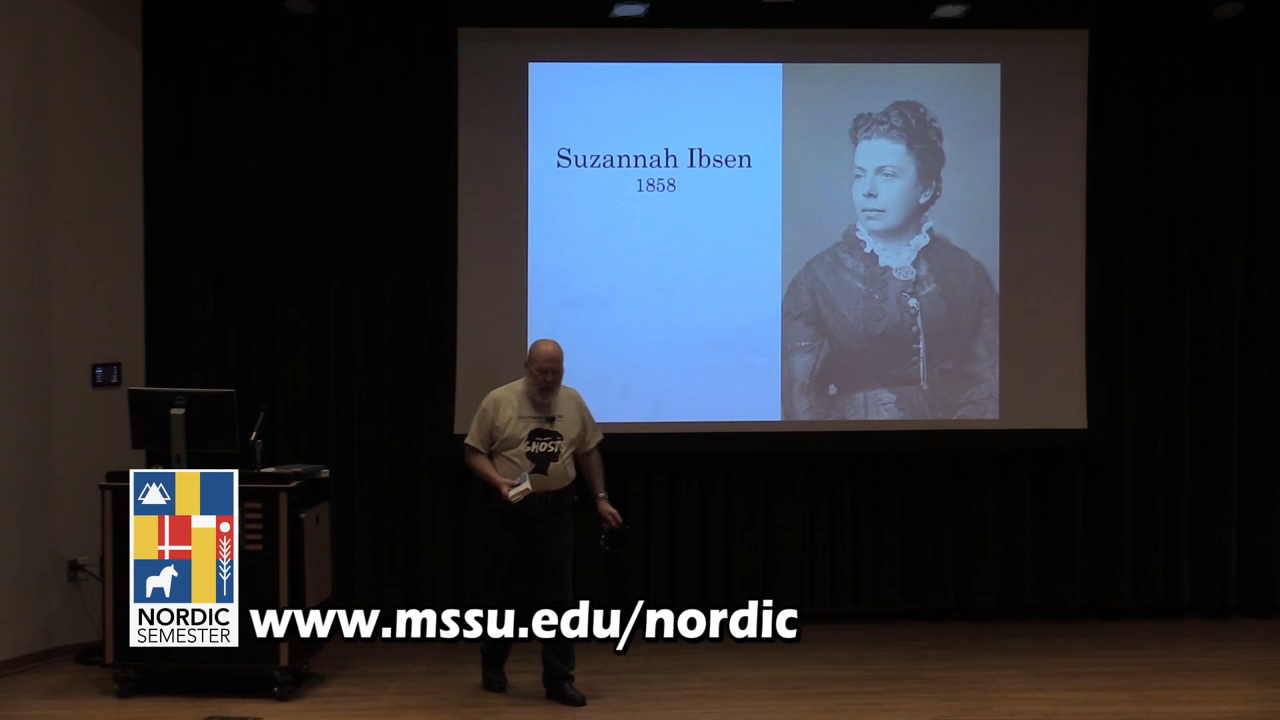 Suzannah Ibsen
1858
GHOSTS
NORDIC
SEMESTER
www.mssu.edu/nordic